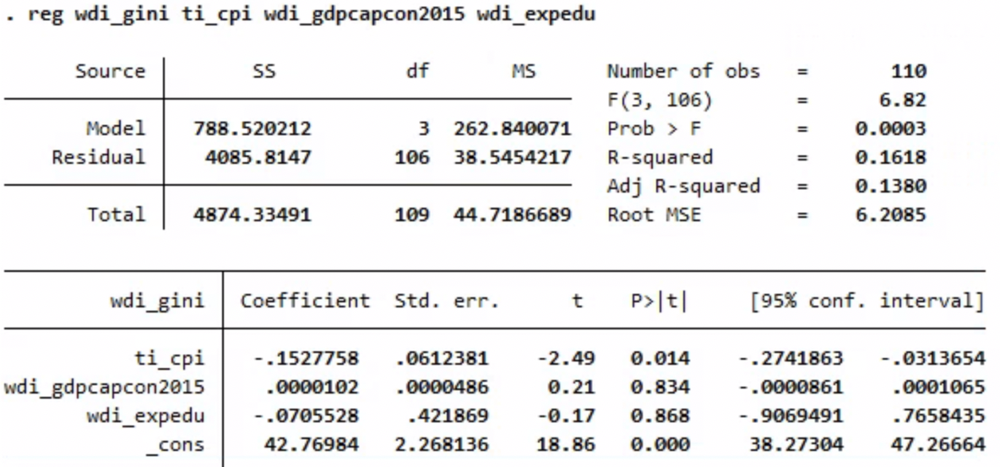 . reg wdi_gini ti_cpi wdi_gdpcapcon2015 wdi_expedu
Source SS df MS Number of obs = 110
F(3, 106) = 6.82
Model 788.520212 3 262.840071 Prob > F = 0.0003
Residual 4085.8147 106 38.5454217 R-squared = 0.1618
Adj R-squared = 0.1380
Total 4874.33491 109 44.7186689 Root MSE = 6.2085
wdi_gini Coefficient Std. err. t P>|t| [95% conf. interval]
ti_cpi -.1527758 .0612381 -2.49 0.014 -.2741863 -.0313654
wdi_gdpcapcon2015 .0000102 .0000486 0.21 0.834 -.0000861 .0001065
wdi_expedu -.0705528 .421869 -0.17 0.868 -.9069491 .7658435
_cons 42.76984 2.268136 18.86 0.000 38.27304 47.26664